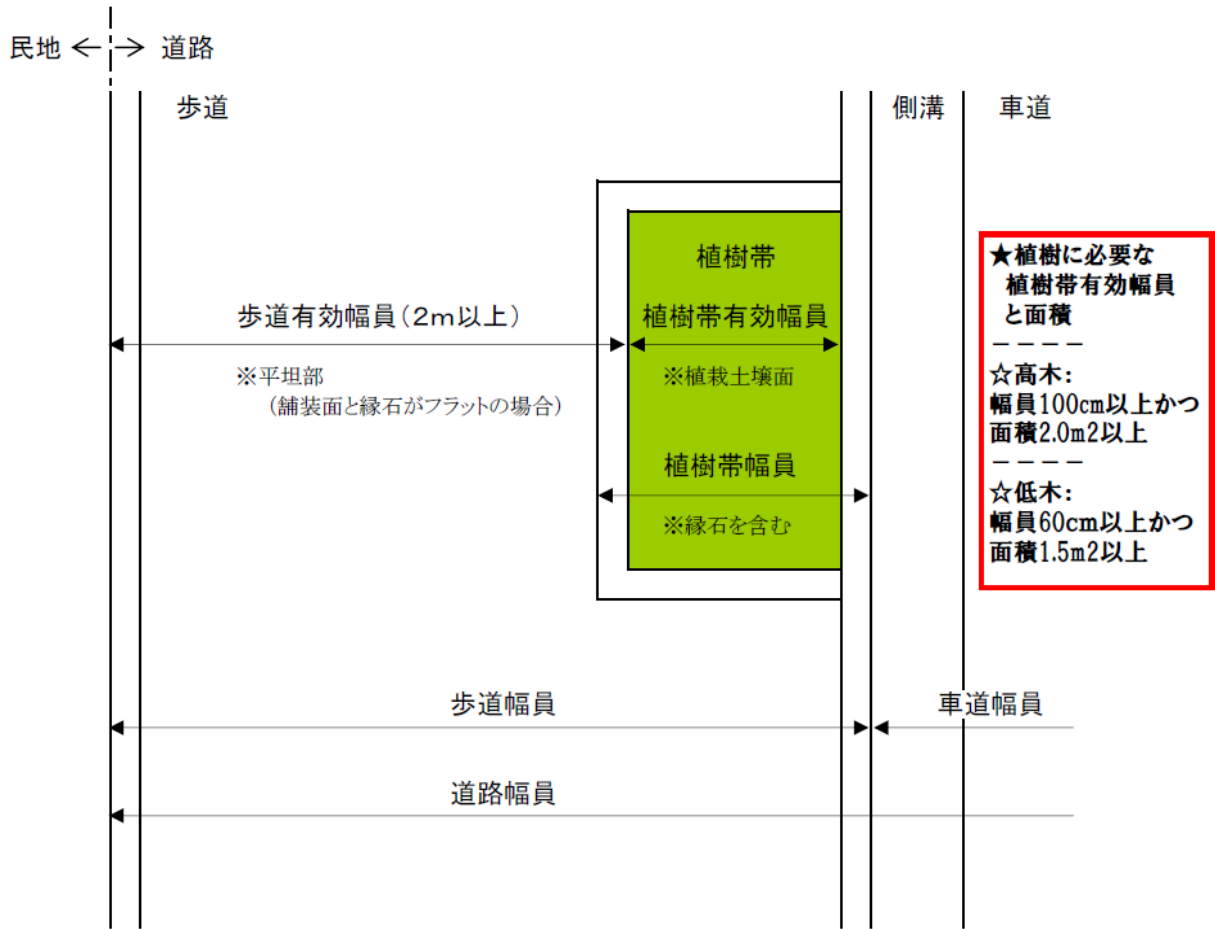 民地 ← → 道路
歩道
側溝
車道
植樹帯
歩道有効幅員(2m以上)
植樹帯有効幅員
※平坦部
(舗装面と縁石がフラットの場合)
※植栽土壌面
植樹帯幅員
※縁石を含む
★植樹に必要な
植樹帯有効幅員
と面積
－－－－
☆高木:
幅員100cm以上かつ
面積2.0m2以上
－－－－
☆低木:
幅員60cm以上かつ
面積1.5m2以上
歩道幅員
車道幅員
道路幅員